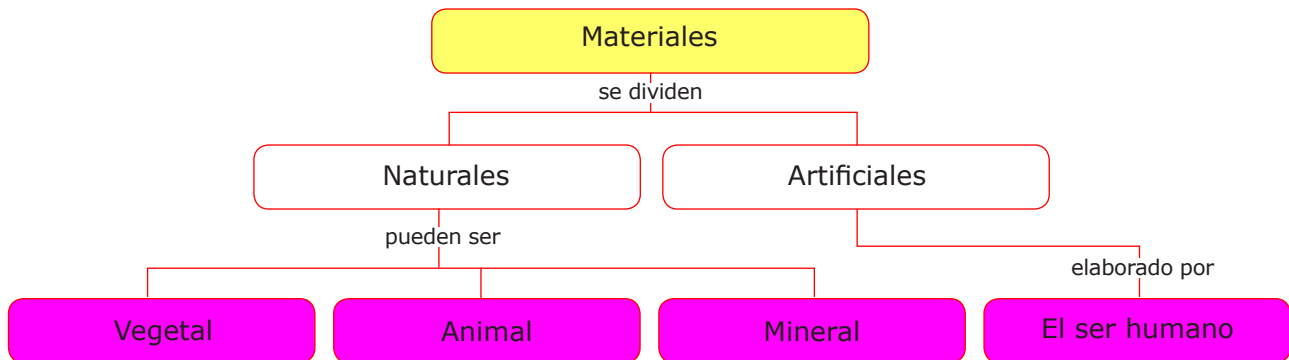 Materiales
se dividen
Naturales
Artificiales
pueden ser
elaborado por
Vegetal
Animal
Mineral
El ser humano